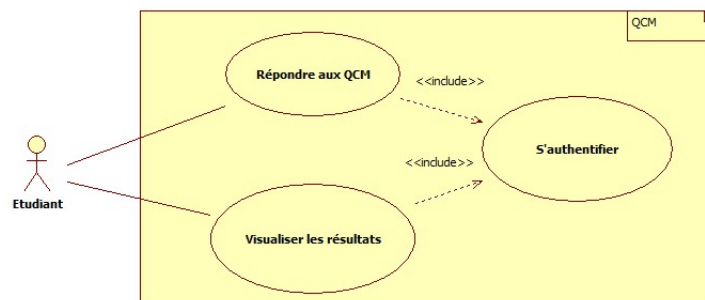 QCM
Répondre aux QCM
<<include>>
S'authentifier
<<include>>
Etudiant
Visualiser les résultats